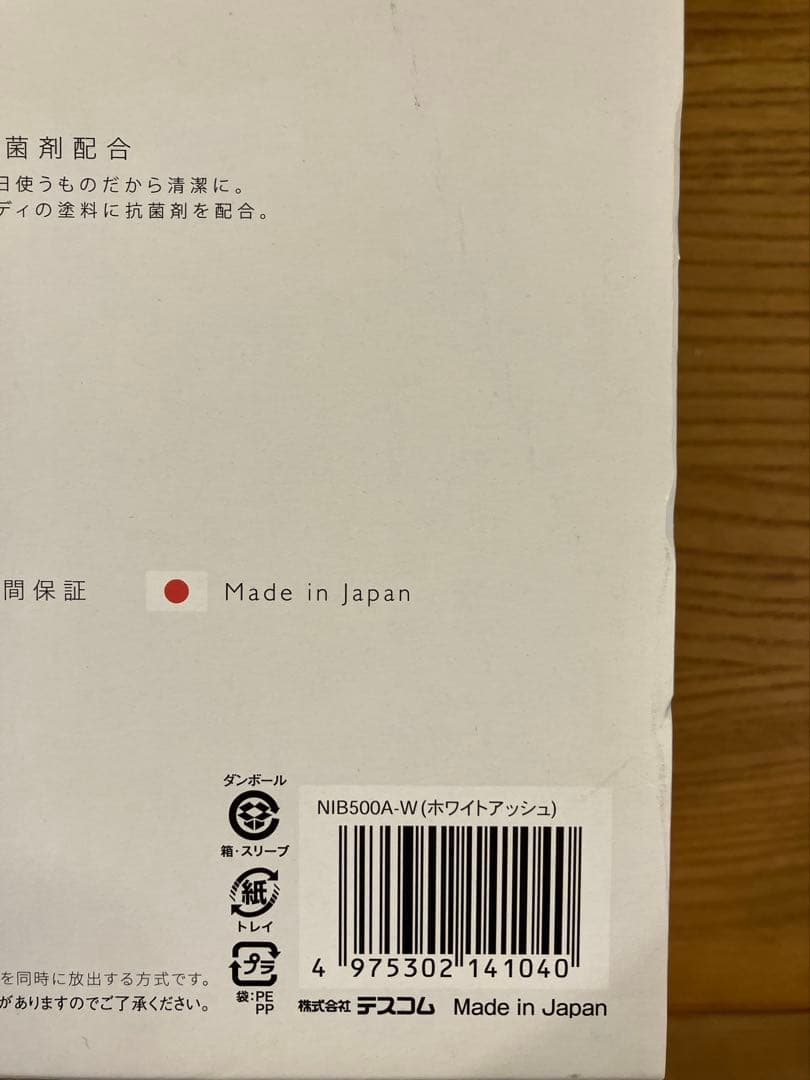 菌剤配合
日使うものだから清潔に。
ディの塗料に抗菌剤を配合。
間保証
Made in Japan
ダンボール
箱・スリーブ
紙
トレイ
プラ
袋:PE
PP
NIB500A-W(ホワイトアッシュ)
4 975302 141040
を同時に放出する方式です。
がありますのでご了承ください。
株式会社 テスコム Made in Japan